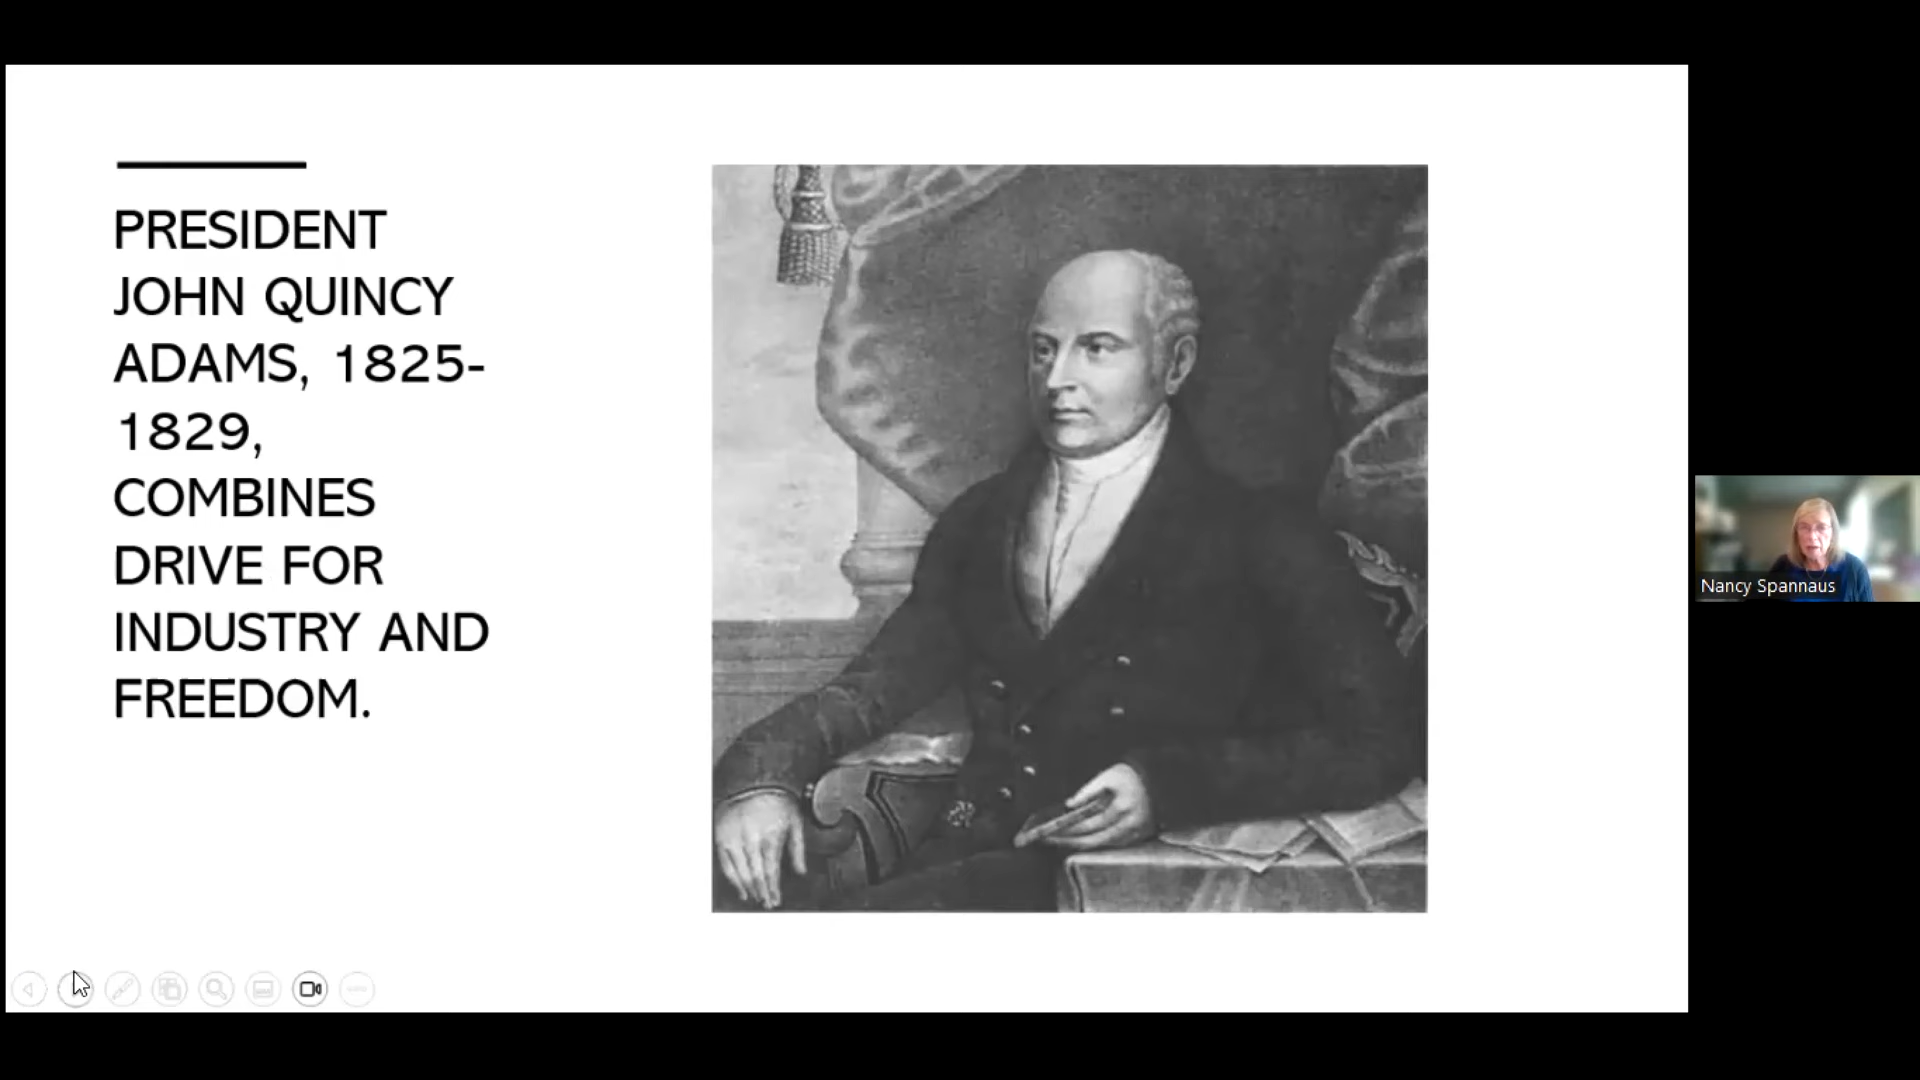 PRESIDENT
JOHN QUINCY
ADAMS, 1825-
1829,
COMBINES
DRIVE FOR
INDUSTRY AND
FREEDOM.
Nancy Spannaus